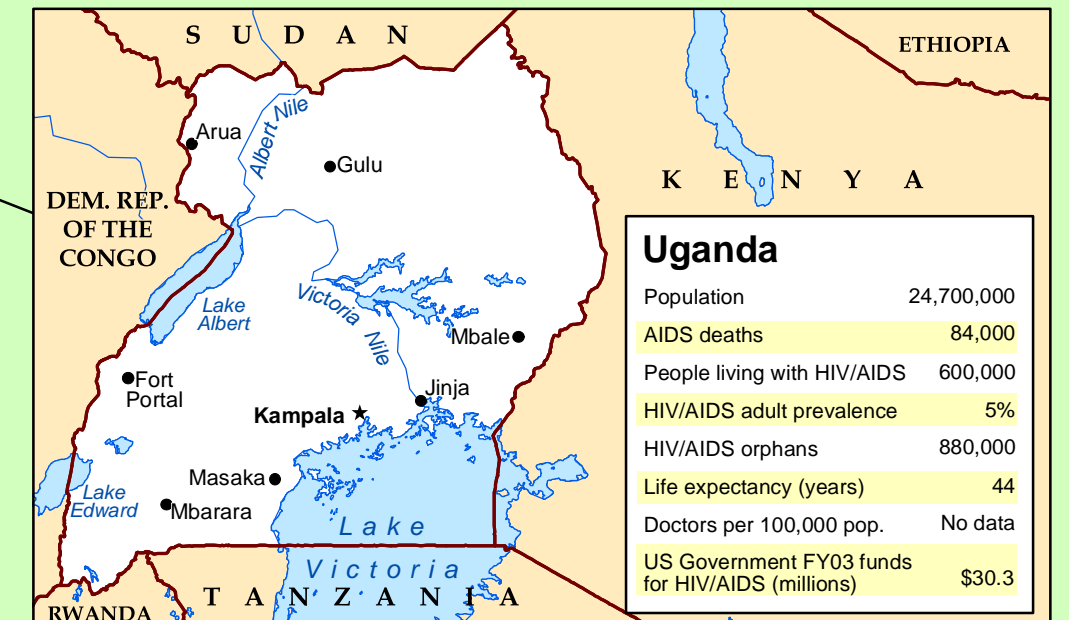 S U D A N
ETHIOPIA
Arua
Albert Nile
Gulu
K E N Y A
DEM. REP.
OF THE
CONGO
Lake
Albert
Victoria Nile
Mbale
Fort
Portal
Jinja
Kampala
Masaka
Lake
Edward
Mbarara
Lake
Victoria
T A N Z A N I A
RWANDA
Uganda
Population 24,700,000
AIDS deaths 84,000
People living with HIV/AIDS 600,000
HIV/AIDS adult prevalence 5%
HIV/AIDS orphans 880,000
Life expectancy (years) 44
Doctors per 100,000 pop. No data
US Government FY03 funds
for HIV/AIDS (millions) $30.3